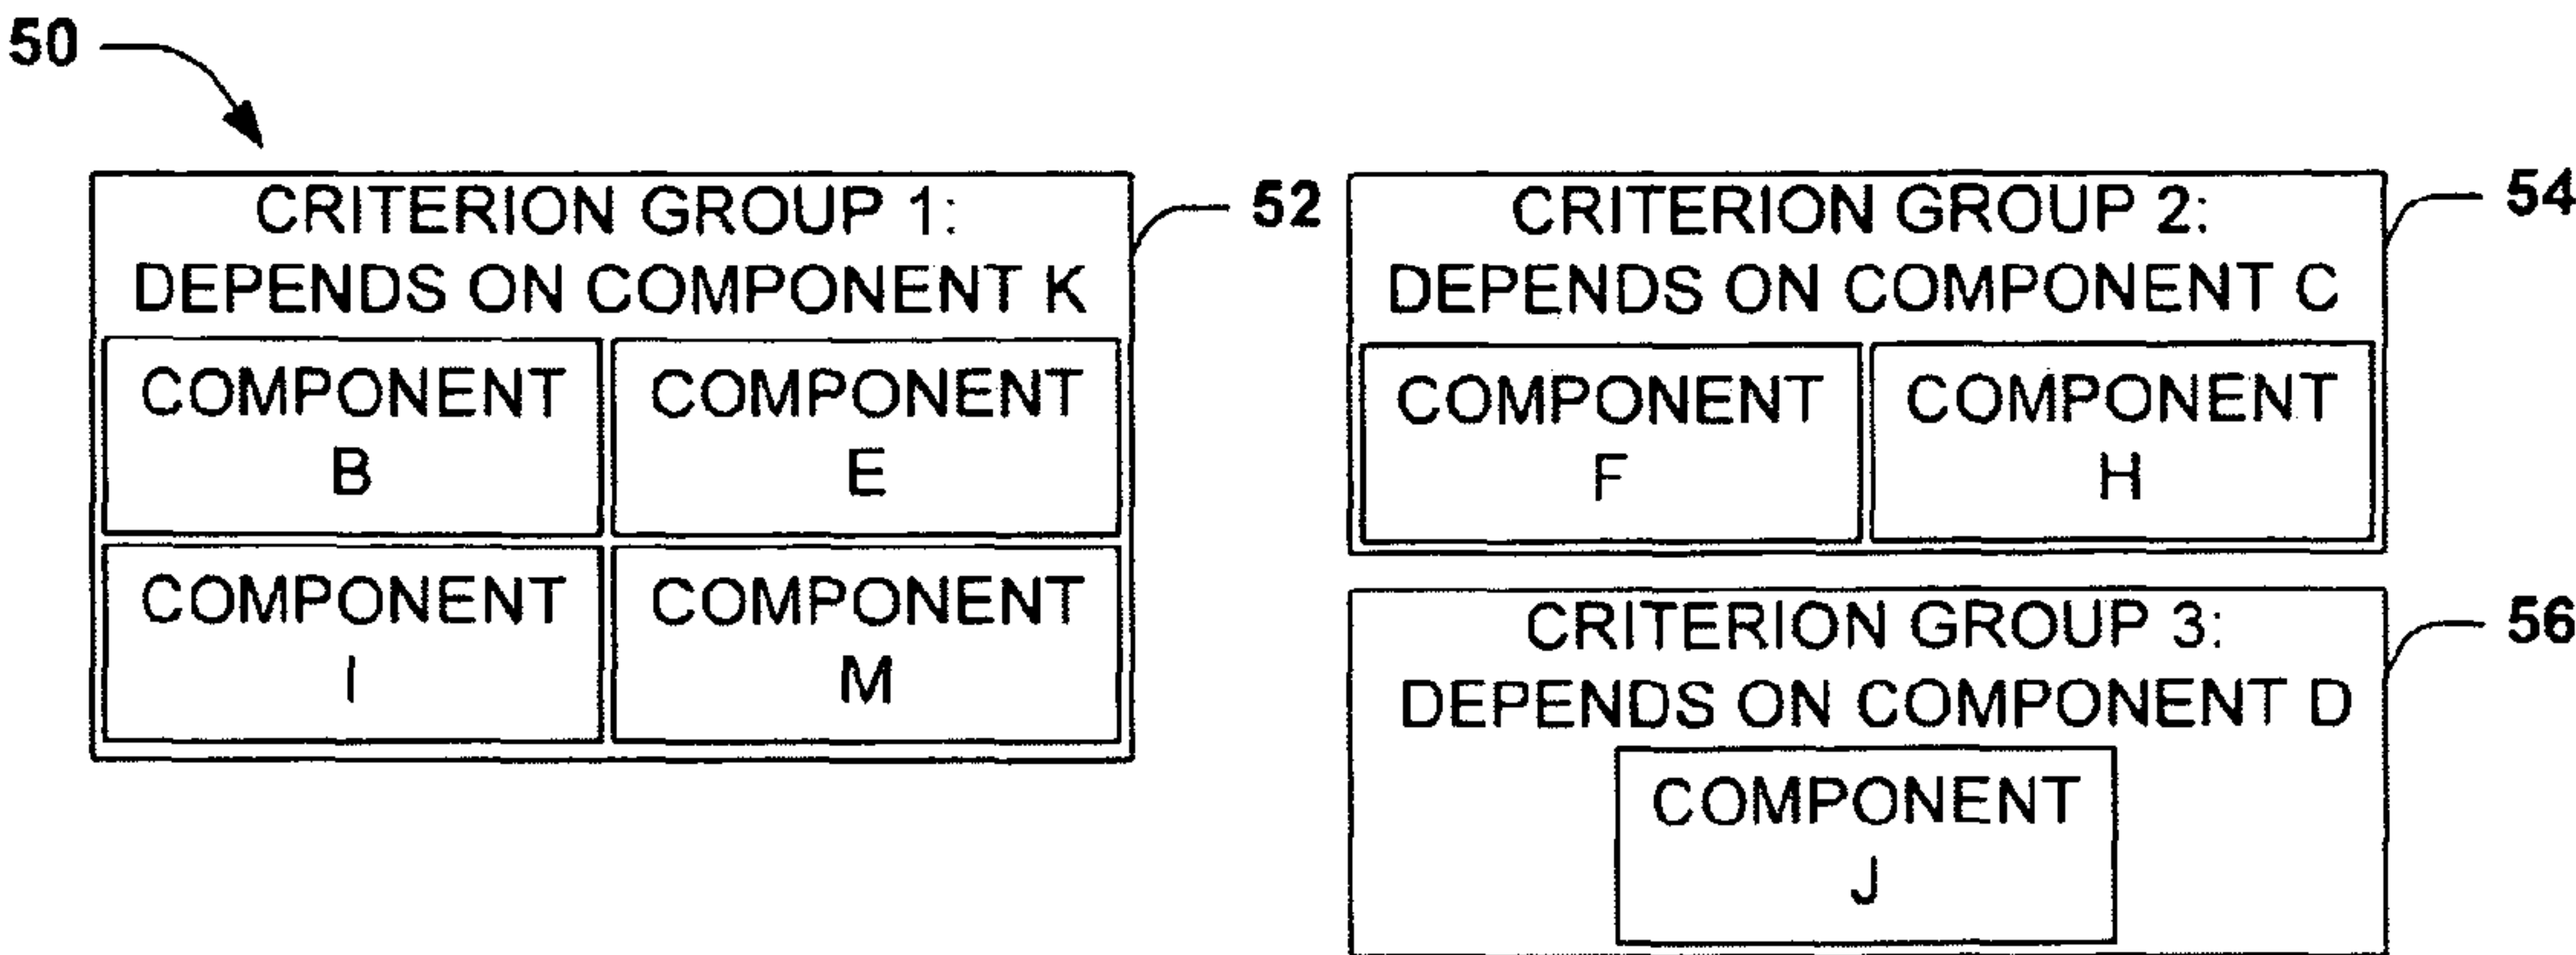 50
CRITERION GROUP 1:
DEPENDS ON COMPONENT K
52
COMPONENT
B
COMPONENT
E
COMPONENT
I
COMPONENT
M
CRITERION GROUP 2:
DEPENDS ON COMPONENT C
54
COMPONENT
F
COMPONENT
H
CRITERION GROUP 3:
DEPENDS ON COMPONENT D
56
COMPONENT
J